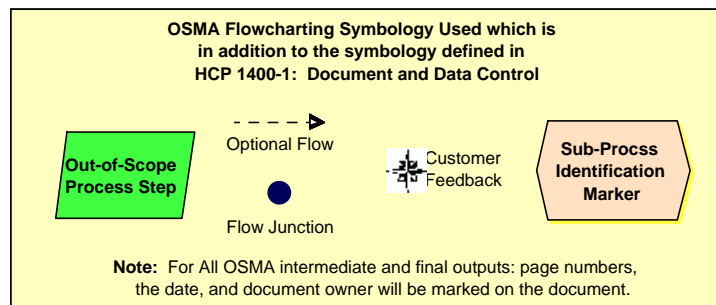 OSMA Flowcharting Symbology Used which is
in addition to the symbology defined in
HCP 1400-1: Document and Data Control
Out-of-Scope
Process Step
Optional Flow
Flow Junction
Customer
Feedback
Sub-Procss
Identification
Marker
Note: For All OSMA intermediate and final outputs: page numbers,
the date, and document owner will be marked on the document.